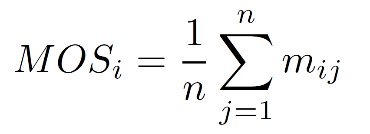 $MOS_i = \frac{1}{n} \sum_{j=1}^{n} m_{ij}$